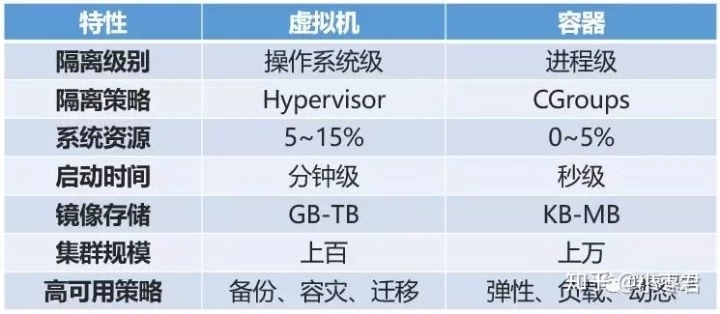 特性 虚拟机 容器
隔离级别 操作系统级 进程级
隔离策略 Hypervisor CGroups
系统资源 5~15% 0~5%
启动时间 分钟级 秒级
镜像存储 GB-TB KB-MB
集群规模 上百 上万
高可用策略 备份、容灾、迁移 弹性、负载、动态
知乎 @小枣君